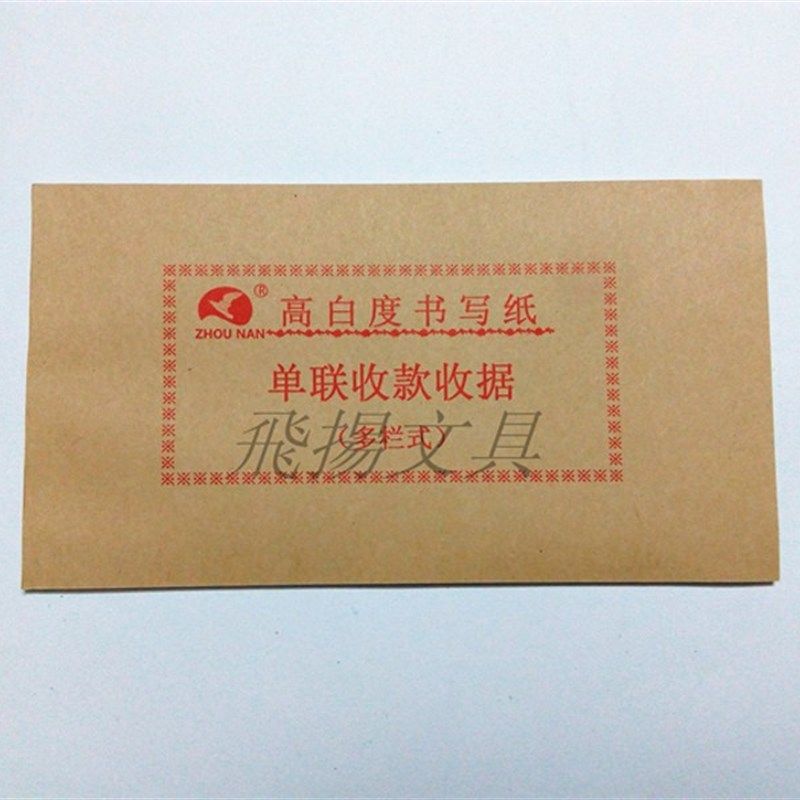 ® 高白度书写纸
ZHOU NAN
单联收款收据
(多栏式)
飛揚文具